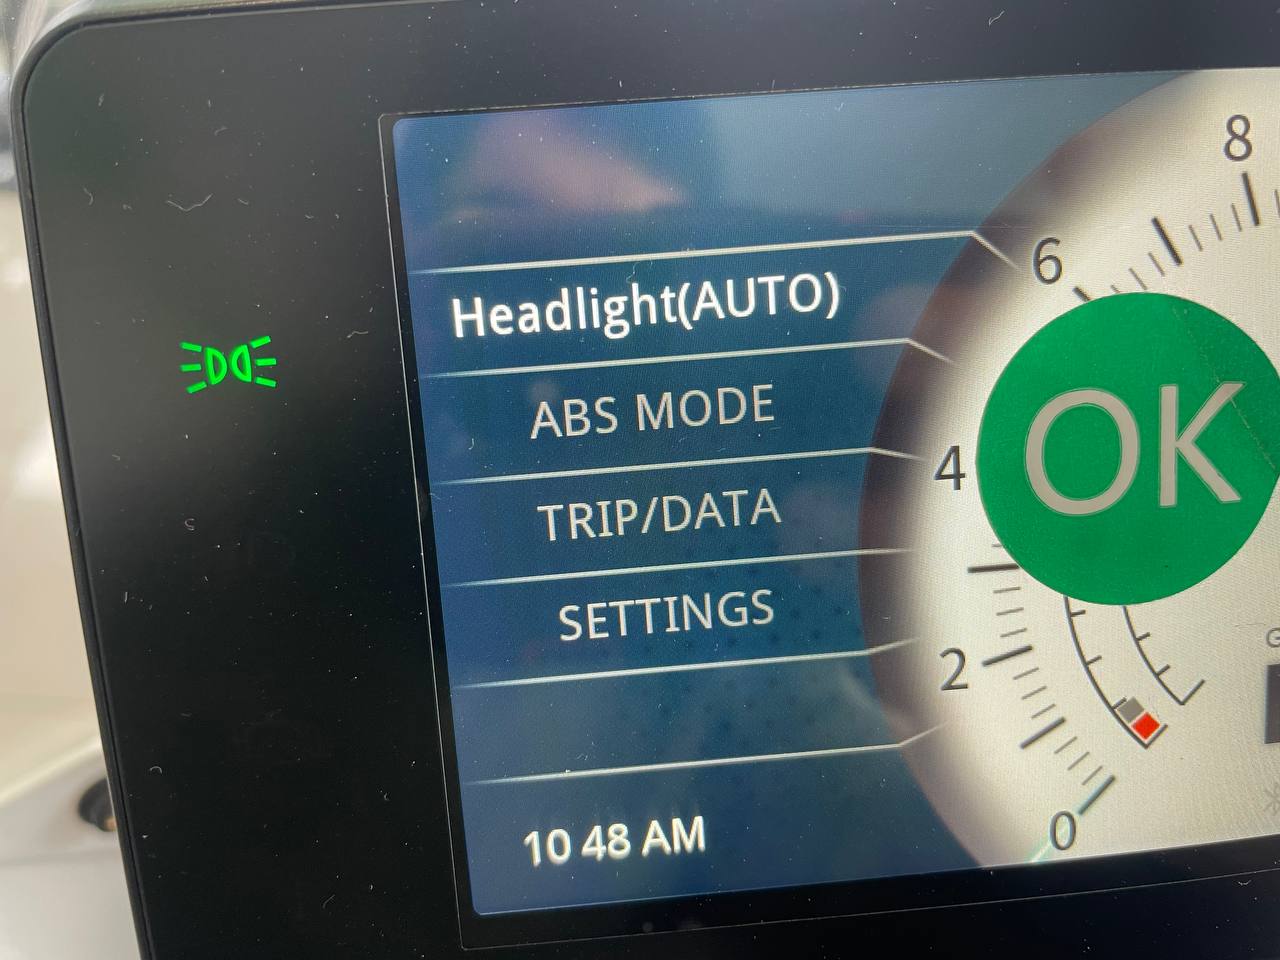 Headlight(AUTO)
ABS MODE
TRIP/DATA
SETTINGS
10 48 AM
8
6
4
2
0
OK